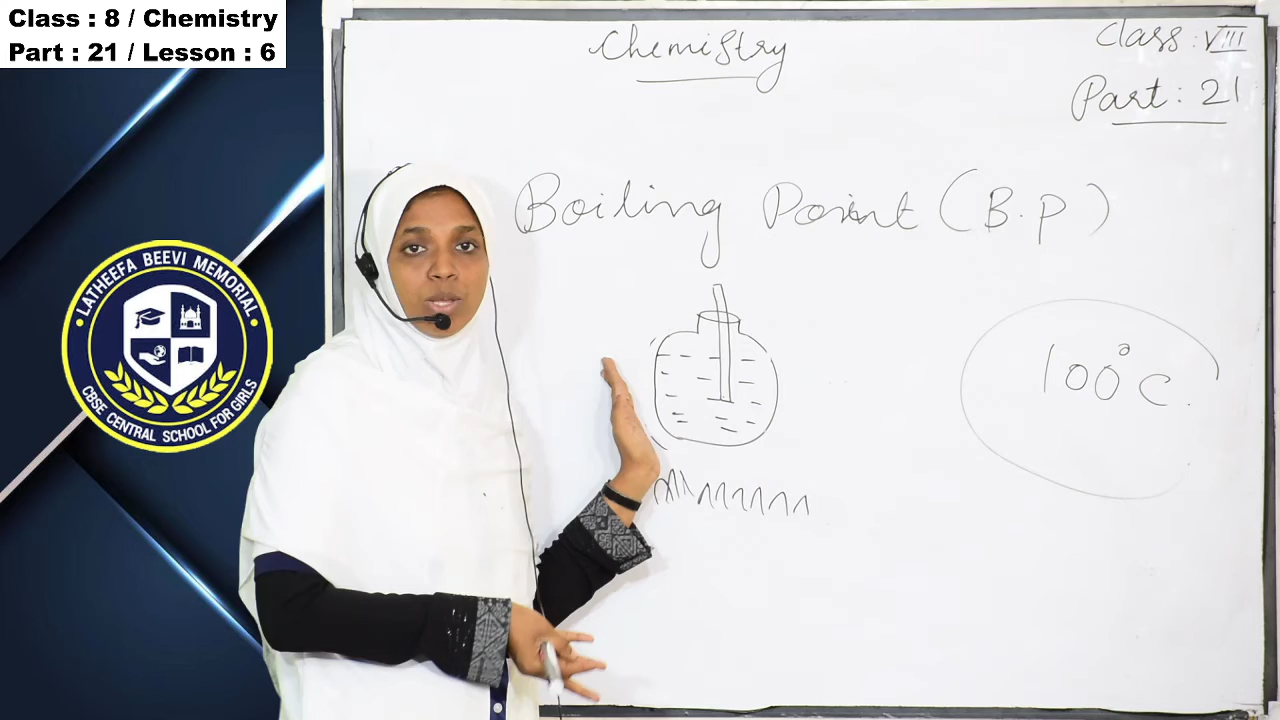 Class : 8 / Chemistry
Part : 21 / Lesson : 6
Chemistry
Class : VIII
Part : 21
Boiling Point (B.P)
100°C.
LATHEEFA BEEVI MEMORIAL
CBSE CENTRAL SCHOOL FOR GIRLS